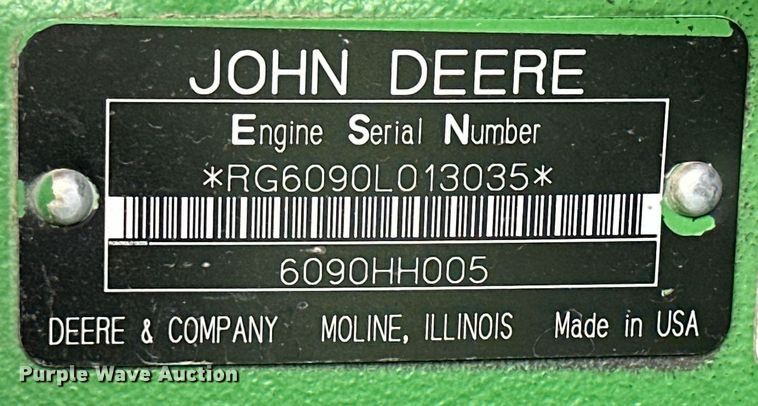 JOHN DEERE
Engine Serial Number
*RG6090L013035*
6090HH005
DEERE & COMPANY MOLINE, ILLINOIS Made in USA
Purple Wave Auction